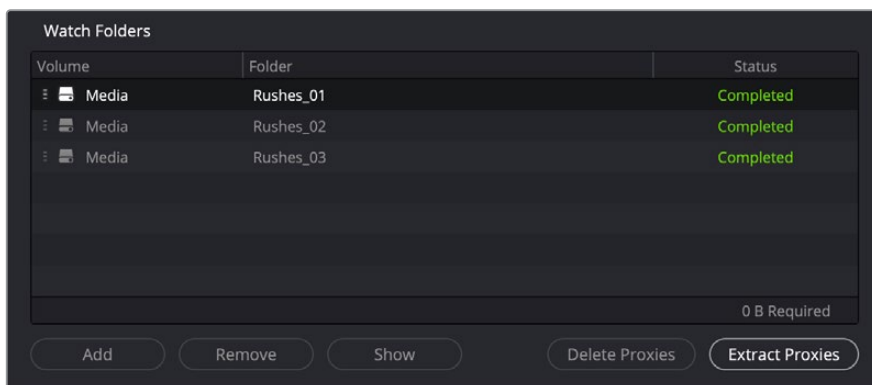 Watch Folders
Volume Folder Status
Media Rushes_01 Completed
Media Rushes_02 Completed
Media Rushes_03 Completed
0 B Required
Add Remove Show Delete Proxies Extract Proxies